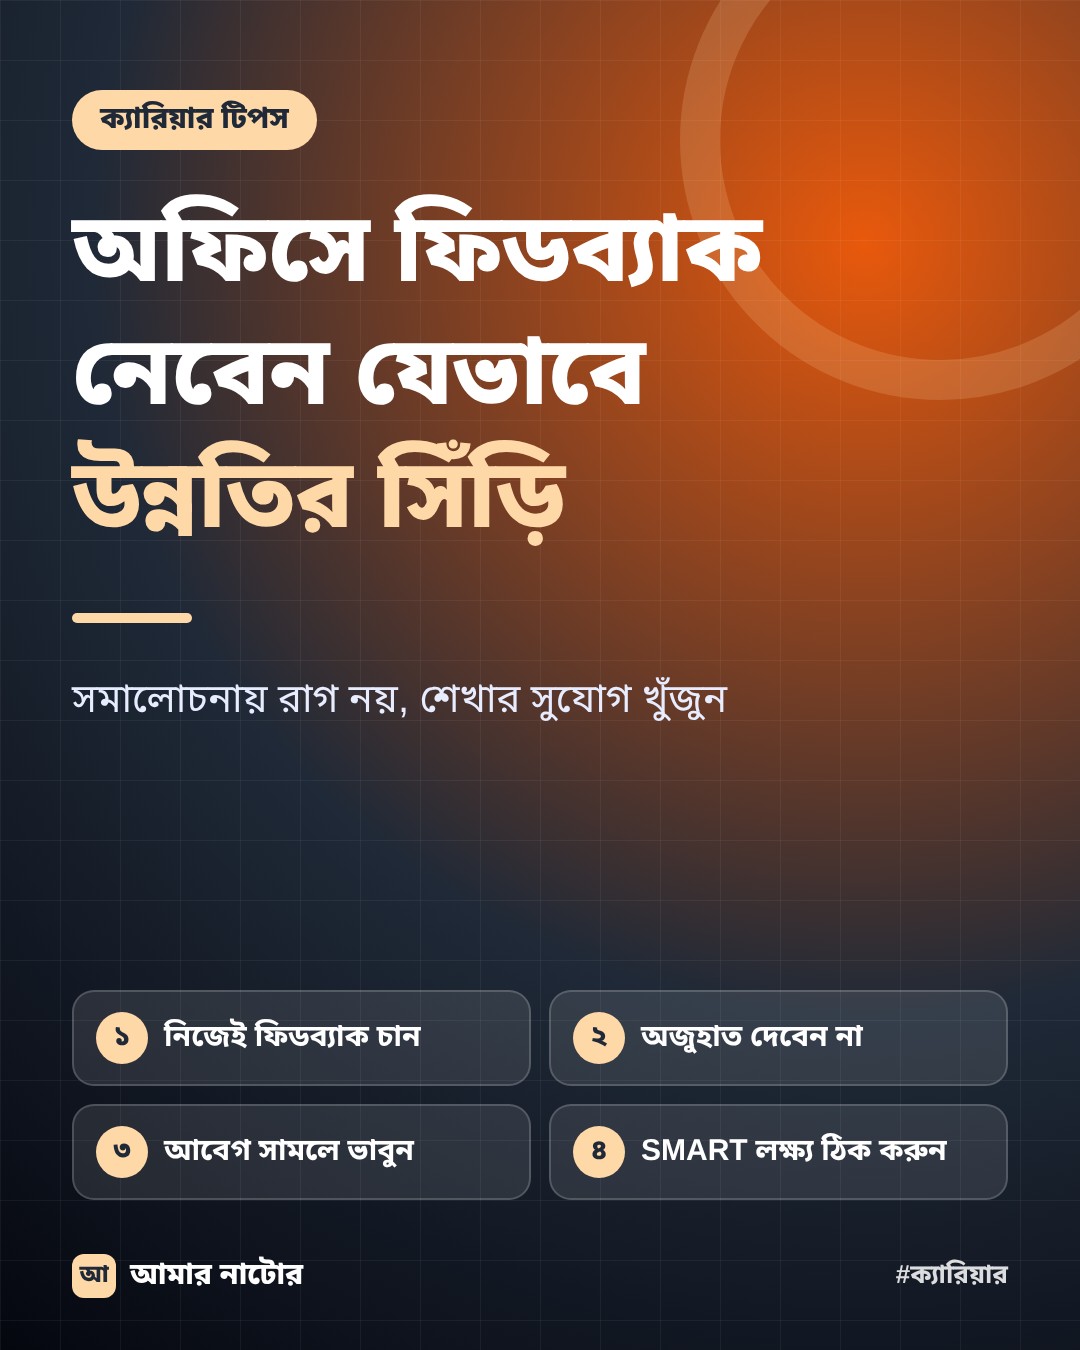 ক্যারিয়ার টিপস
অফিসে ফিডব্যাক
নেবেন যেভাবে
উন্নতির সিঁড়ি
সমালোচনায় রাগ নয়, শেখার সুযোগ খুঁজুন
১ নিজেই ফিডব্যাক চান
২ অজুহাত দেবেন না
৩ আবেগ সামলে ভাবুন
৪ SMART লক্ষ্য ঠিক করুন
আ আমার নাটোর
#ক্যারিয়ার